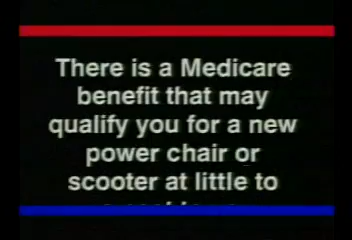 There is a Medicare
benefit that may
qualify you for a new
power chair or
scooter at little to